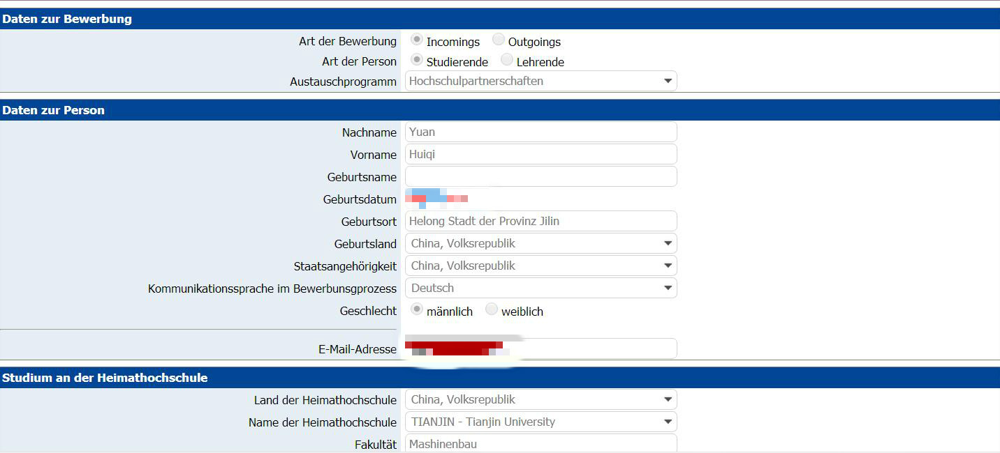 Daten zur Bewerbung
Art der Bewerbung Incomings Outgoings
Art der Person Studierende Lehrende
Austauschprogramm Hochschulpartnerschaften
Daten zur Person
Nachname Yuan
Vorname Huiqi
Geburtsname
Geburtsdatum
Geburtsort Helong Stadt der Provinz Jilin
Geburtsland China, Volksrepublik
Staatsangehörigkeit China, Volksrepublik
Kommunikationssprache im Bewerbunsgprozess Deutsch
Geschlecht männlich weiblich
E-Mail-Adresse
Studium an der Heimathochschule
Land der Heimathochschule China, Volksrepublik
Name der Heimathochschule TIANJIN - Tianjin University
Fakultät Mashinenbau